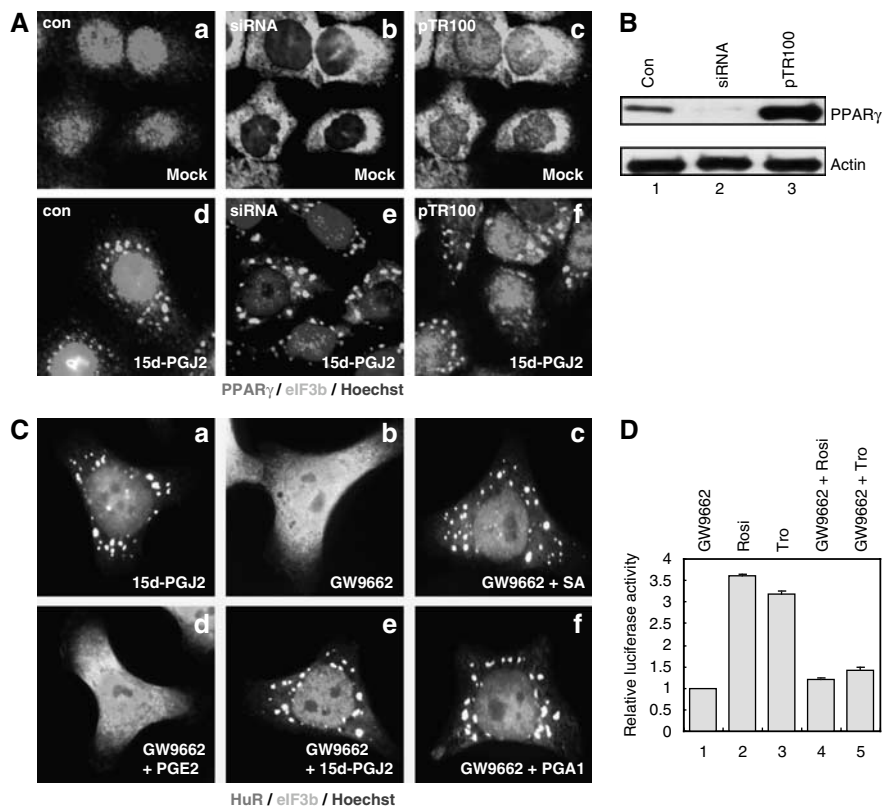 A
con
a
siRNA
b
pTR100
c
Mock
Mock
Mock
con
d
siRNA
e
pTR100
f
15d-PGJ2
15d-PGJ2
15d-PGJ2
PPARγ / eIF3b / Hoechst
B
Con
siRNA
pTR100
PPARγ
Actin
1 2 3
C
a
15d-PGJ2
b
GW9662
c
GW9662 + SA
d
GW9662
+ PGE2
e
GW9662
+ 15d-PGJ2
f
GW9662 + PGA1
HuR / eIF3b / Hoechst
D
GW9662
Rosi
Tro
GW9662 + Rosi
GW9662 + Tro
Relative luciferase activity
4
3.5
3
2.5
2
1.5
1
0.5
0
1 2 3 4 5